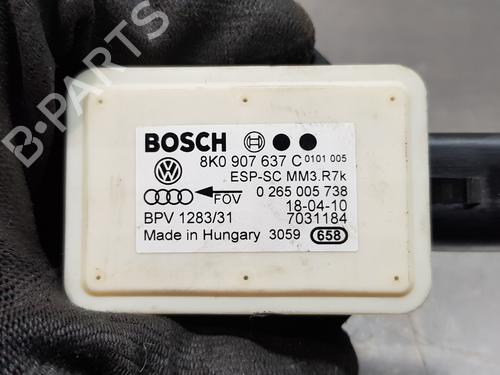 BOSCH
8K0 907 637 C 0101 005
ESP-SC MM3.R7k
FOV 0 265 005 738
18-04-10
BPV 1283/31 7031184
Made in Hungary 3059 658
B-PARTS